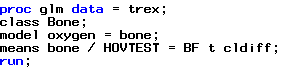 proc glm data = trex;
class Bone;
model oxygen = bone;
means bone / HOVTEST = BF t cldiff;
run;